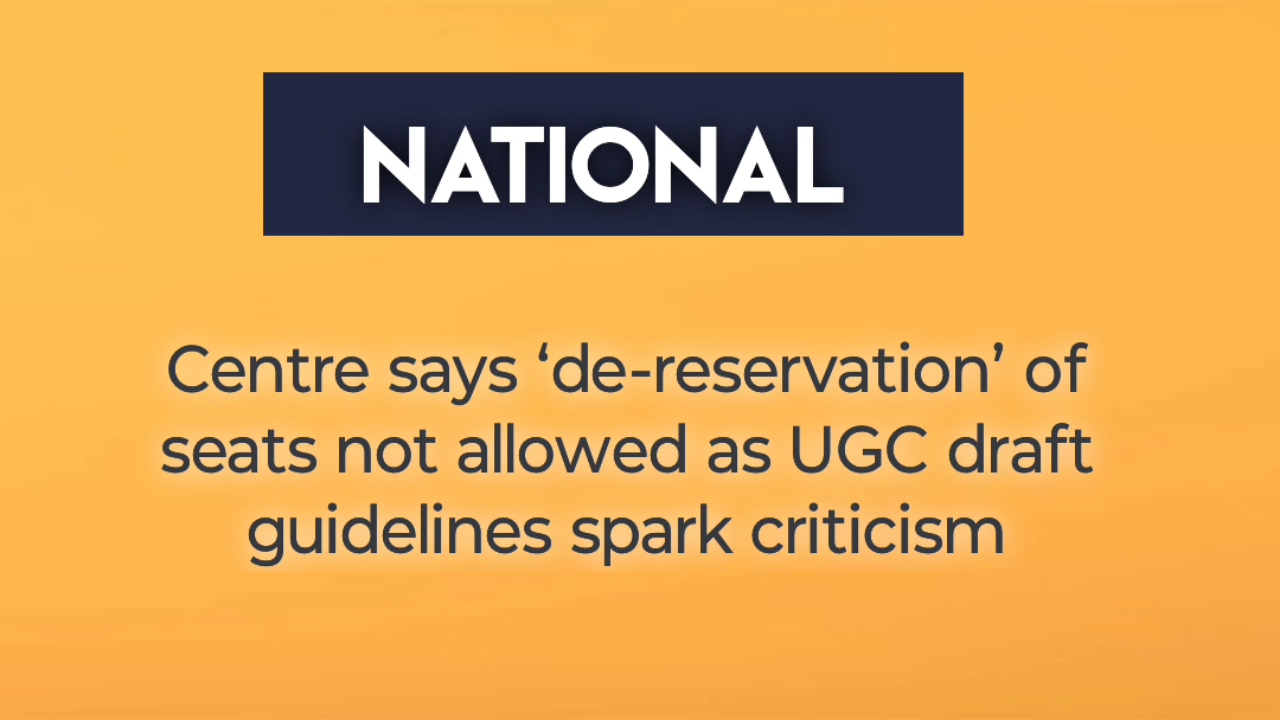 NATIONAL
Centre says ‘de-reservation’ of
seats not allowed as UGC draft
guidelines spark criticism